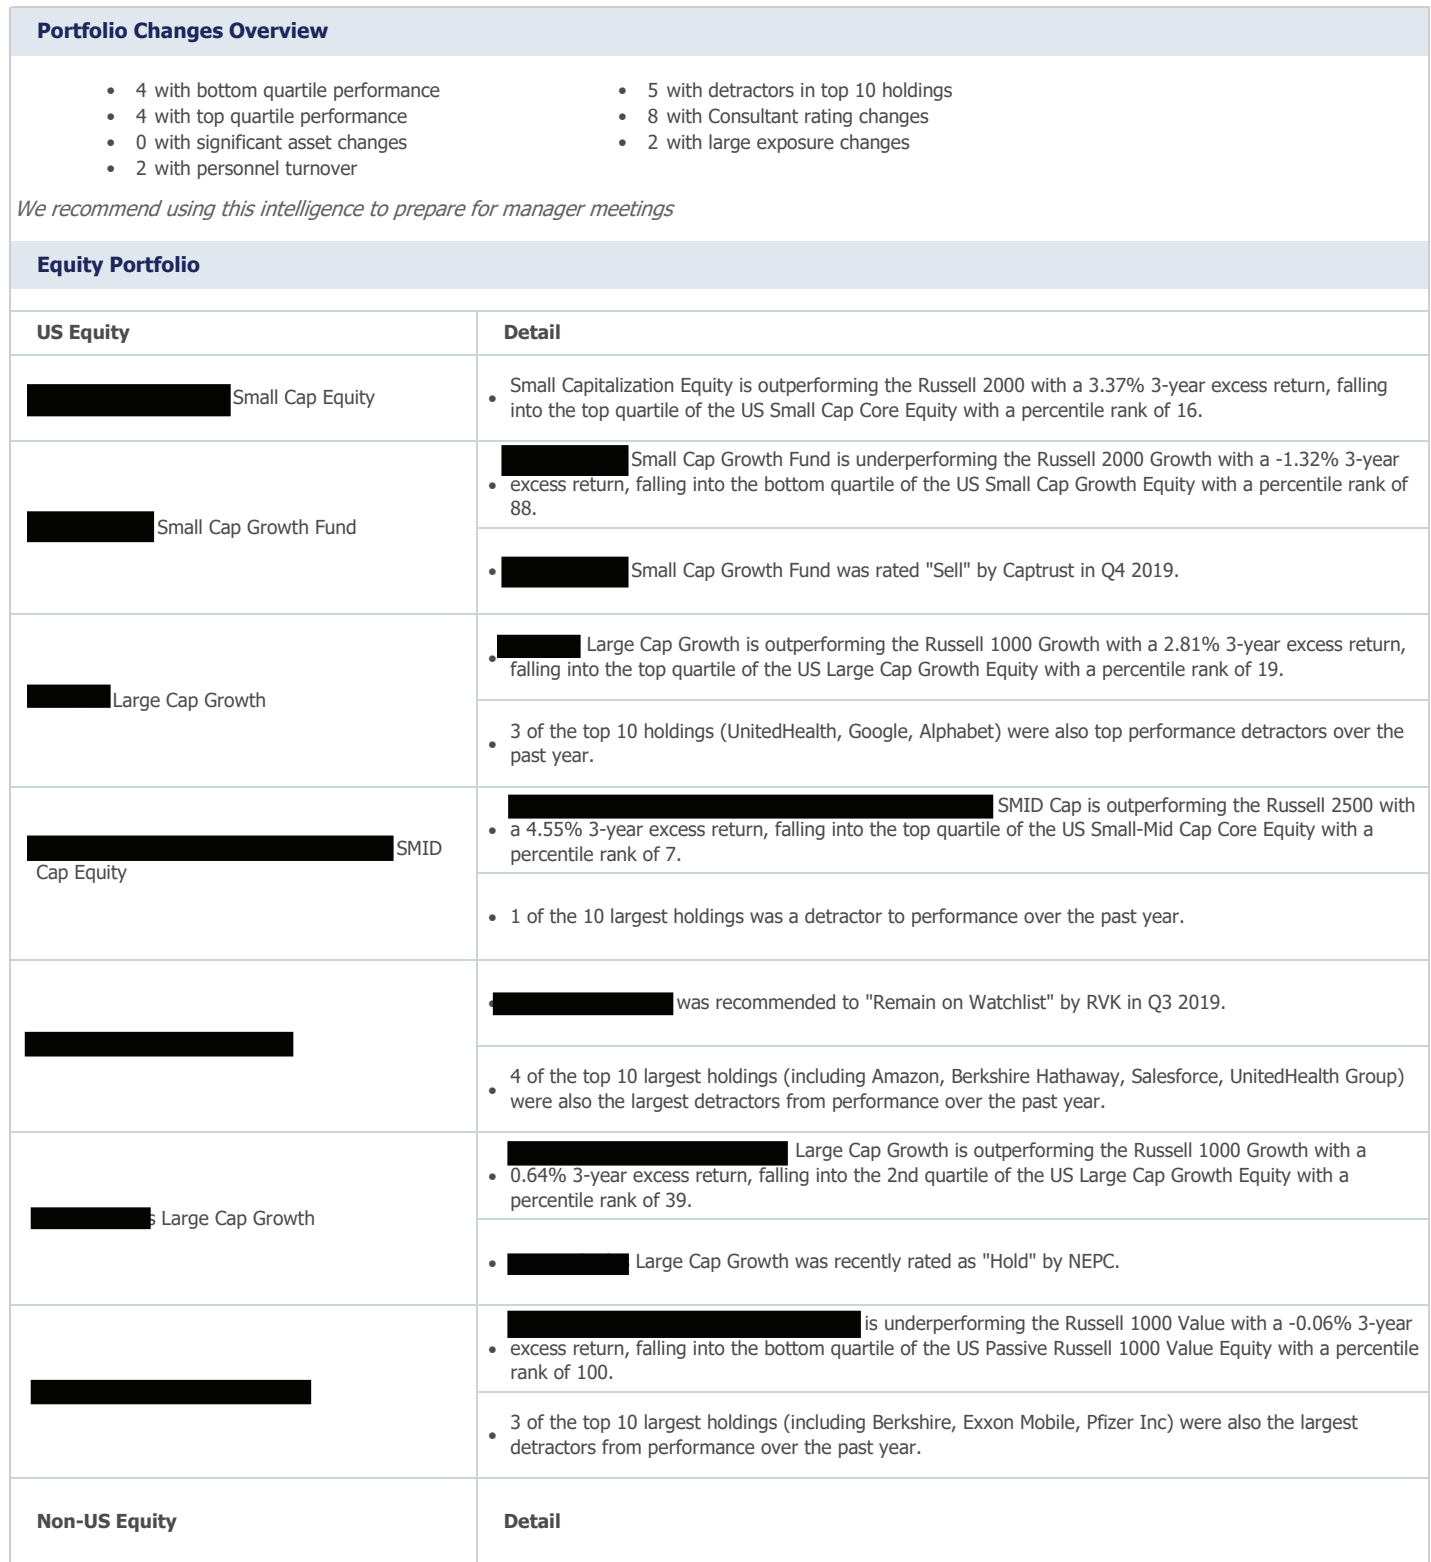 Portfolio Changes Overview
• 4 with bottom quartile performance
• 4 with top quartile performance
• 0 with significant asset changes
• 2 with personnel turnover
• 5 with detractors in top 10 holdings
• 8 with Consultant rating changes
• 2 with large exposure changes
We recommend using this intelligence to prepare for manager meetings
Equity Portfolio
US Equity
Detail
Small Cap Equity
• Small Capitalization Equity is outperforming the Russell 2000 with a 3.37% 3-year excess return, falling
into the top quartile of the US Small Cap Core Equity with a percentile rank of 16.
Small Cap Growth Fund
Small Cap Growth Fund is underperforming the Russell 2000 Growth with a -1.32% 3-year
• excess return, falling into the bottom quartile of the US Small Cap Growth Equity with a percentile rank of
88.
• Small Cap Growth Fund was rated "Sell" by Captrust in Q4 2019.
Large Cap Growth
• Large Cap Growth is outperforming the Russell 1000 Growth with a 2.81% 3-year excess return,
falling into the top quartile of the US Large Cap Growth Equity with a percentile rank of 19.
• 3 of the top 10 holdings (UnitedHealth, Google, Alphabet) were also top performance detractors over the
past year.
SMID
Cap Equity
SMID Cap is outperforming the Russell 2500 with
• a 4.55% 3-year excess return, falling into the top quartile of the US Small-Mid Cap Core Equity with a
percentile rank of 7.
• 1 of the 10 largest holdings was a detractor to performance over the past year.
• was recommended to "Remain on Watchlist" by RVK in Q3 2019.
• 4 of the top 10 largest holdings (including Amazon, Berkshire Hathaway, Salesforce, UnitedHealth Group)
were also the largest detractors from performance over the past year.
s Large Cap Growth
Large Cap Growth is outperforming the Russell 1000 Growth with a
• 0.64% 3-year excess return, falling into the 2nd quartile of the US Large Cap Growth Equity with a
percentile rank of 39.
• Large Cap Growth was recently rated as "Hold" by NEPC.
is underperforming the Russell 1000 Value with a -0.06% 3-year
• excess return, falling into the bottom quartile of the US Passive Russell 1000 Value Equity with a percentile
rank of 100.
• 3 of the top 10 largest holdings (including Berkshire, Exxon Mobile, Pfizer Inc) were also the largest
detractors from performance over the past year.
Non-US Equity
Detail